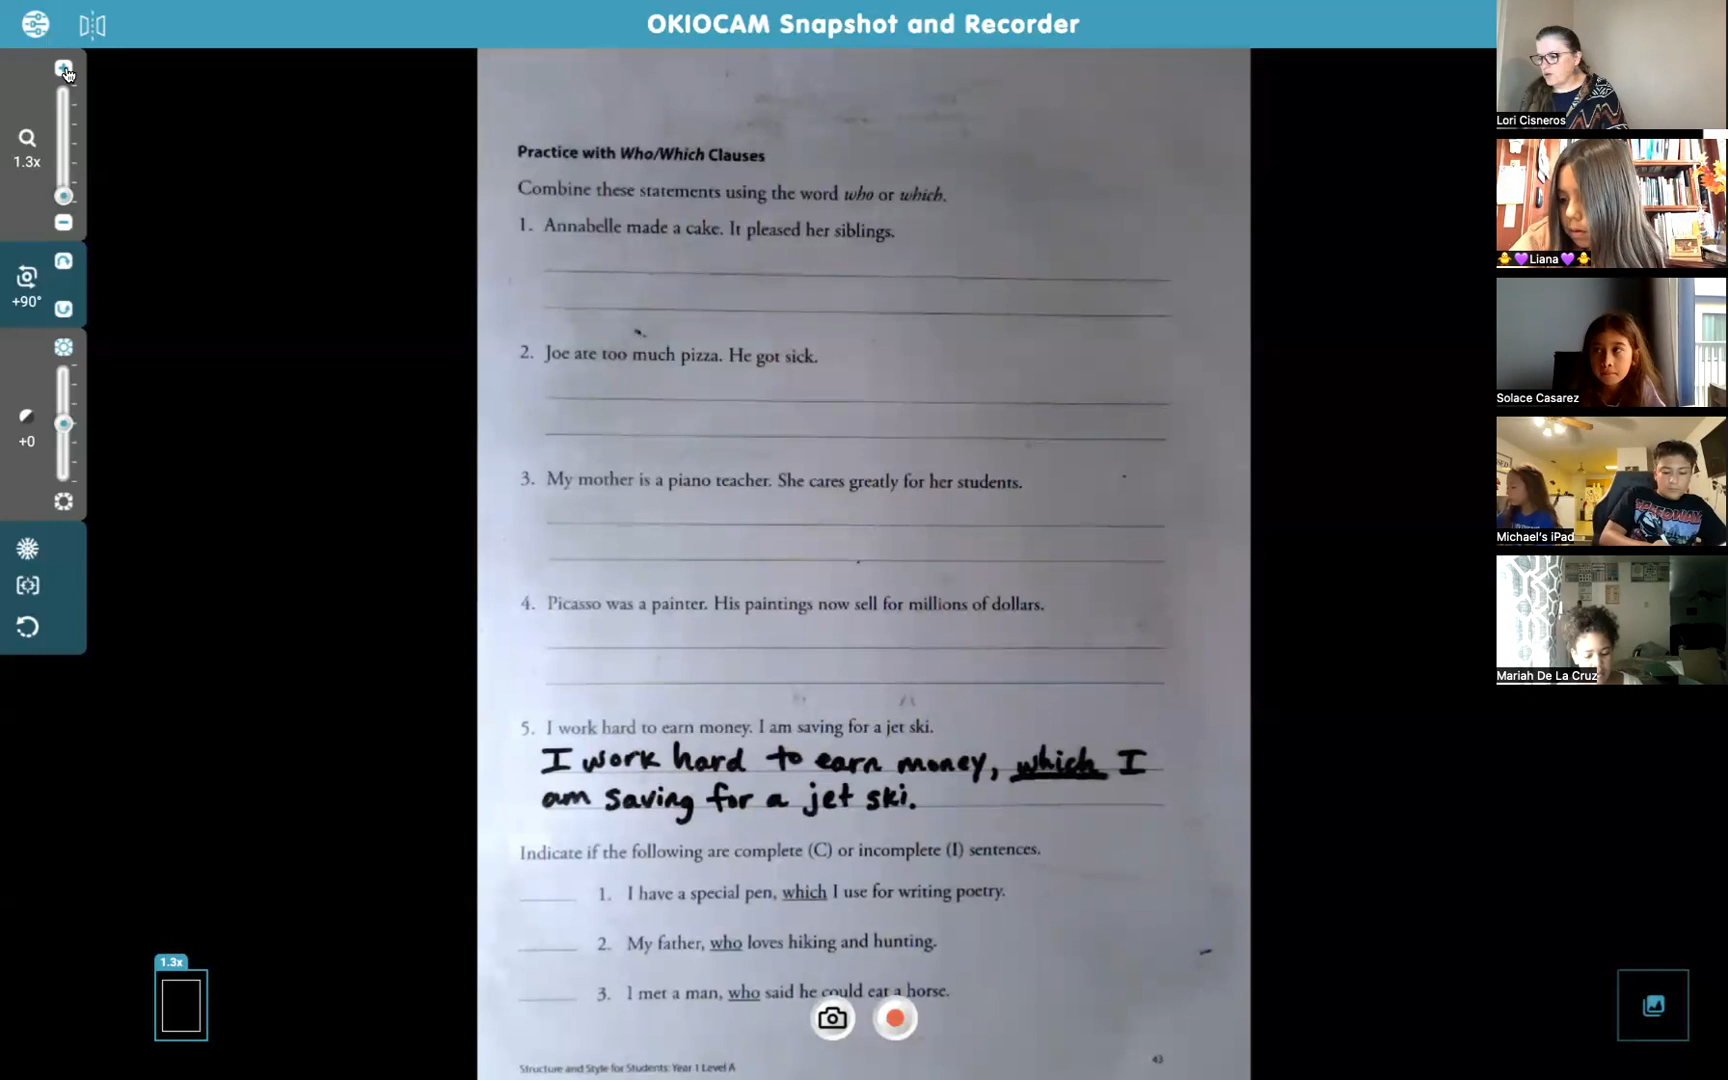 OKIOCAM Snapshot and Recorder
1.3x
+90°
+0
1.3x
Practice with Who/Which Clauses
Combine these statements using the word who or which.
1. Annabelle made a cake. It pleased her siblings.
2. Joe ate too much pizza. He got sick.
3. My mother is a piano teacher. She cares greatly for her students.
4. Picasso was a painter. His paintings now sell for millions of dollars.
5. I work hard to earn money. I am saving for a jet ski.
I work hard to earn money, which I
am saving for a jet ski.
Indicate if the following are complete (C) or incomplete (I) sentences.
1. I have a special pen, which I use for writing poetry.
2. My father, who loves hiking and hunting.
3. I met a man, who said he could eat a horse.
Structure and Style for Students: Year 1 Level A
43
Lori Cisneros
🐥💜Liana💜🐥
Solace Casarez
Michael's iPad
SPEEDWAY
Mariah De La Cruz